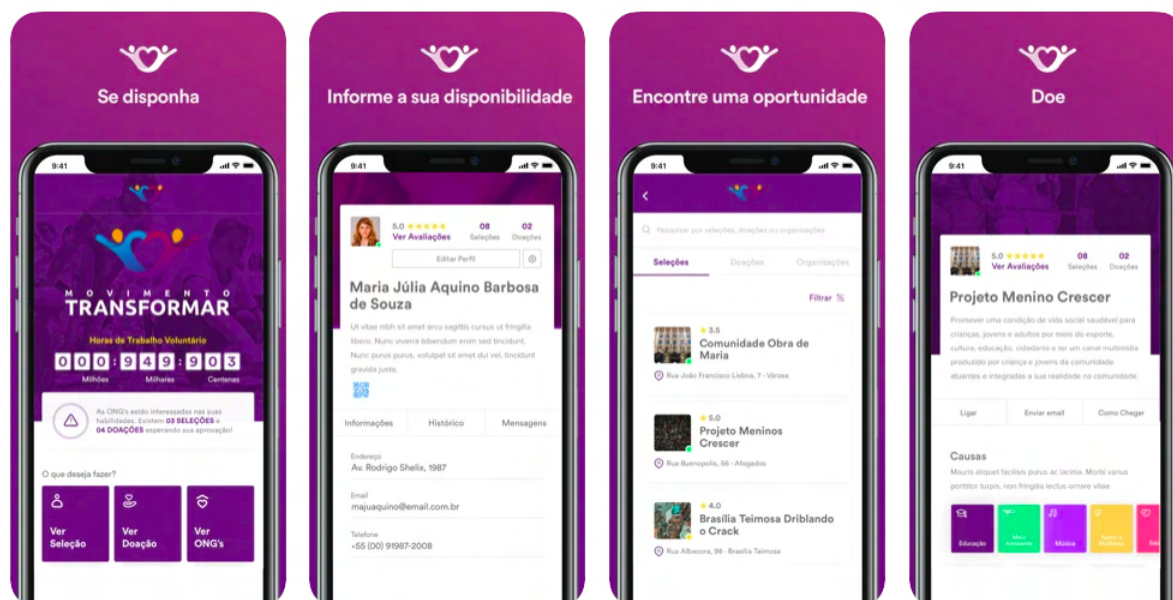 Se disponha
9:41
MOVIMENTO
TRANSFORMAR
Horas de Trabalho Voluntário
000:949:903
Milhões Milhares Centenas
As ONG's estão interessadas nas suas
habilidades. Existem 03 SELEÇÕES e
04 DOAÇÕES esperando sua aprovação!
O que deseja fazer?
Ver
Seleção
Ver
Doação
Ver
ONG's
Informe a sua disponibilidade
9:41
5.0 08 02
Ver Avaliações Seleções Doações
Editar Perfil
Maria Júlia Aquino Barbosa
de Souza
Ut vitae nibh sit amet arcu sagittis cursus ut fringilla
libero. Nunc viverra bibendum enim sed tincidunt.
Nunc purus purus, volutpat sit amet dui vel, tincidunt
gravida justo.
Informações Histórico Mensagens
Endereço
Av. Rodrigo Shelix, 1987
Email
majuaquino@email.com.br
Telefone
+55 (00) 91987-2008
Encontre uma oportunidade
9:41
Pesquisar por seleções, doações ou organizações
Seleções Doações Organizações
Filtrar
3.5
Comunidade Obra de
Maria
Rua João Francisco Lisboa, 7 - Várzea
5.0
Projeto Meninos
Crescer
Rua Buenopolis, 56 - Afogados
4.0
Brasília Teimosa Driblando
o Crack
Rua Albacora, 98 - Brasília Teimosa
Doe
9:41
5.0 08 02
Ver Avaliações Seleções Doações
Projeto Menino Crescer
Promover uma condição de vida social saudável para
crianças, jovens e adultos por meio do esporte,
cultura, educação, cidadania e ter um canal multimídia
produzido por criança e jovens da comunidade
atuantes e integradas a sua realidade na comunidade.
Ligar Enviar email Como Chegar
Causas
Mauris aliquet facilisis purus ac lacinia. Morbi varius
porttitor turpis, non fringilla lectus ornare vitae.
Educação
Meio
Ambiente
Música
Apoio a
Mulheres